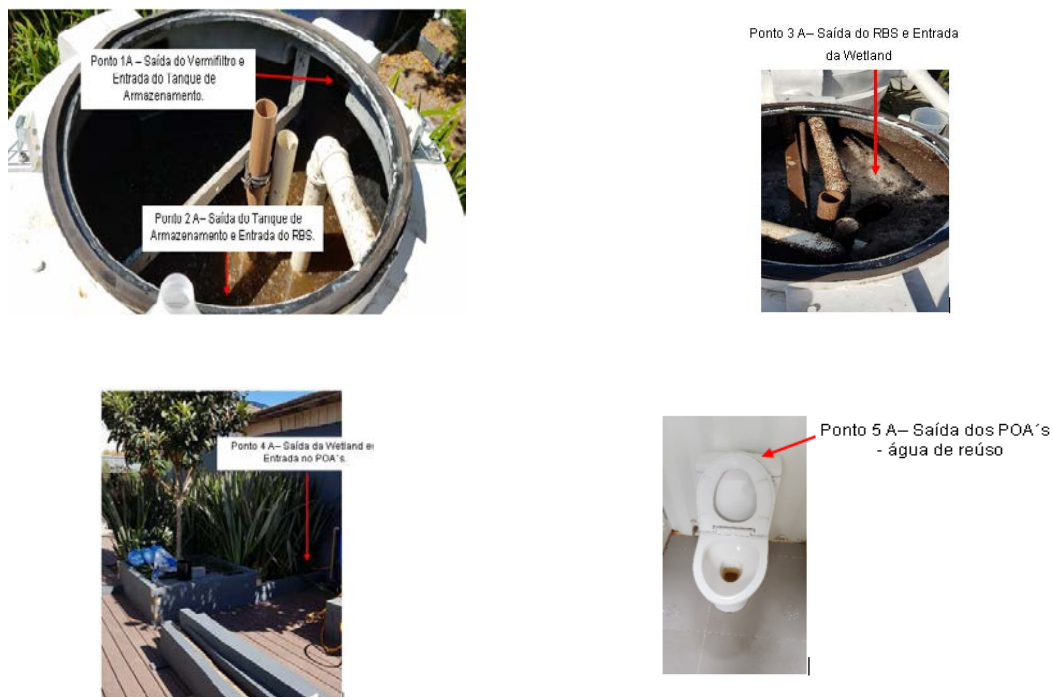 Ponto 1A – Saída do Vermifiltro e
Entrada do Tanque de
Armazenamento.
Ponto 2 A– Saída do Tanque de
Armazenamento e Entrada do RBS.
Ponto 3 A– Saída do RBS e Entrada
da Wetland
Ponto 4 A– Saída da Wetland e
Entrada no POA's.
Ponto 5 A– Saída dos POA´s
- água de reúso